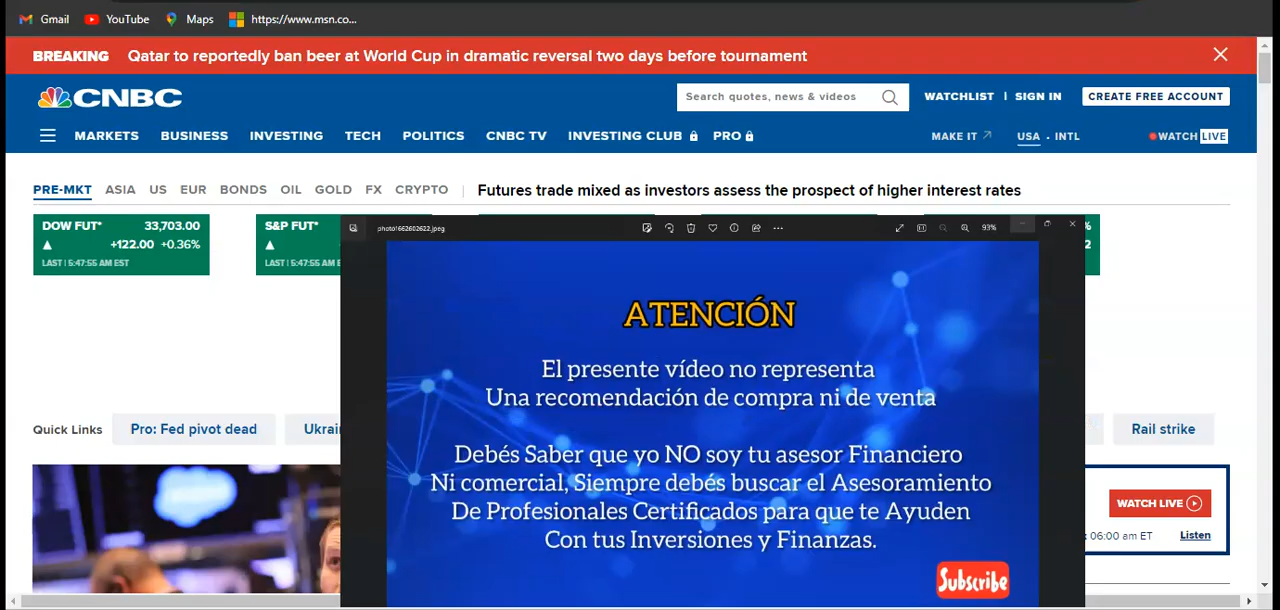 Gmail YouTube Maps https://www.msn.co...
BREAKING Qatar to reportedly ban beer at World Cup in dramatic reversal two days before tournament
CNBC Search quotes, news & videos WATCHLIST | SIGN IN CREATE FREE ACCOUNT
MARKETS BUSINESS INVESTING TECH POLITICS CNBC TV INVESTING CLUB PRO MAKE IT USA • INTL WATCH LIVE
PRE-MKT ASIA US EUR BONDS OIL GOLD FX CRYPTO | Futures trade mixed as investors assess the prospect of higher interest rates
DOW FUT* 33,703.00 S&P FUT* %
+122.00 +0.36% 2
LAST | 5:47:55 AM EST LAST | 5:47:55 AM E
photo1662602622.jpeg 93%
ATENCIÓN
El presente vídeo no representa
Una recomendación de compra ni de venta
Quick Links Pro: Fed pivot dead Ukrai Rail strike
Debés Saber que yo NO soy tu asesor Financiero
Ni comercial, Siempre debés buscar el Asesoramiento
De Profesionales Certificados para que te Ayuden
Con tus Inversiones y Finanzas.
WATCH LIVE
06:00 am ET Listen
Subscribe